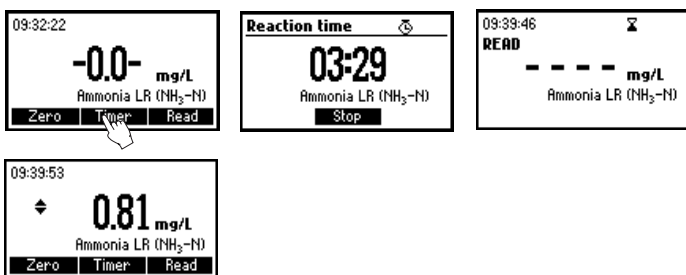 09:32:22
-0.0- mg/L
Ammonia LR (NH₃-N)
Zero Timer Read
Reaction time
03:29
Ammonia LR (NH₃-N)
Stop
09:39:46
READ
- - - - mg/L
Ammonia LR (NH₃-N)
09:39:53
0.81 mg/L
Ammonia LR (NH₃-N)
Zero Timer Read